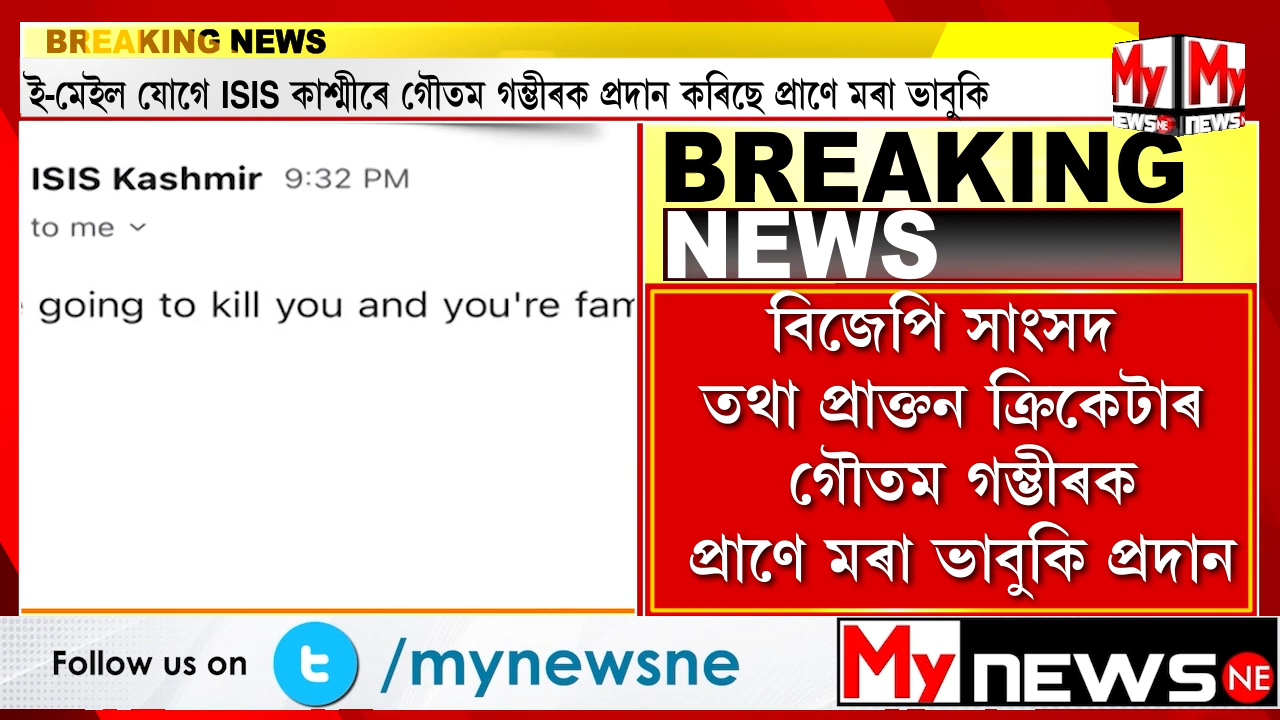 BREAKING NEWS
ই-মেইল যোগে ISIS কাশ্মীৰে গৌতম গম্ভীৰক প্ৰদান কৰিছে প্ৰাণে মৰা ভাবুকি
My My
NEWS NE NEWS
ISIS Kashmir 9:32 PM
to me
going to kill you and you're fam
BREAKING
NEWS
বিজেপি সাংসদ
তথা প্ৰাক্তন ক্ৰিকেটাৰ
গৌতম গম্ভীৰক
প্ৰাণে মৰা ভাবুকি প্ৰদান
Follow us on /mynewsne
My NEWS NE